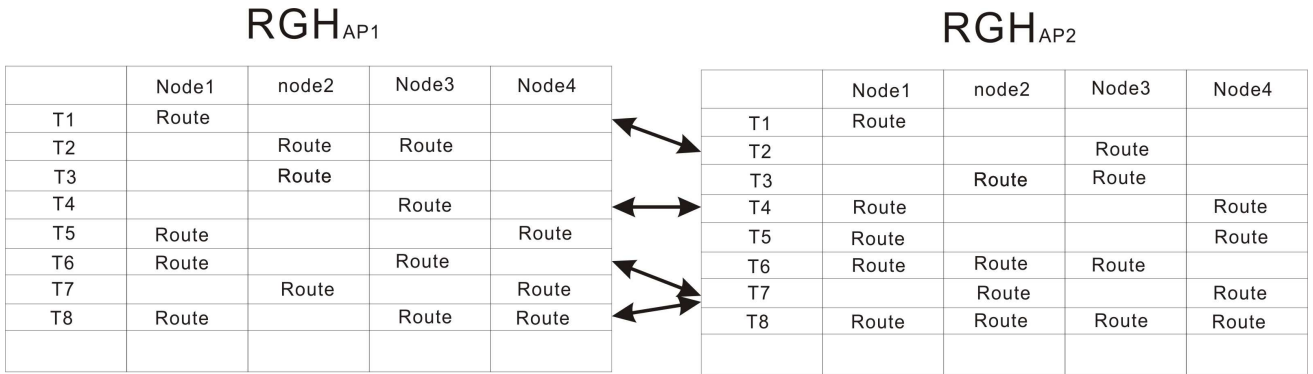 RGHAP1
Node1 node2 Node3 Node4
T1 Route
T2 Route Route
T3 Route
T4 Route
T5 Route Route
T6 Route Route
T7 Route Route
T8 Route Route Route
RGHAP2
Node1 node2 Node3 Node4
T1 Route
T2 Route
T3 Route Route
T4 Route Route
T5 Route Route
T6 Route Route Route
T7 Route Route
T8 Route Route Route Route